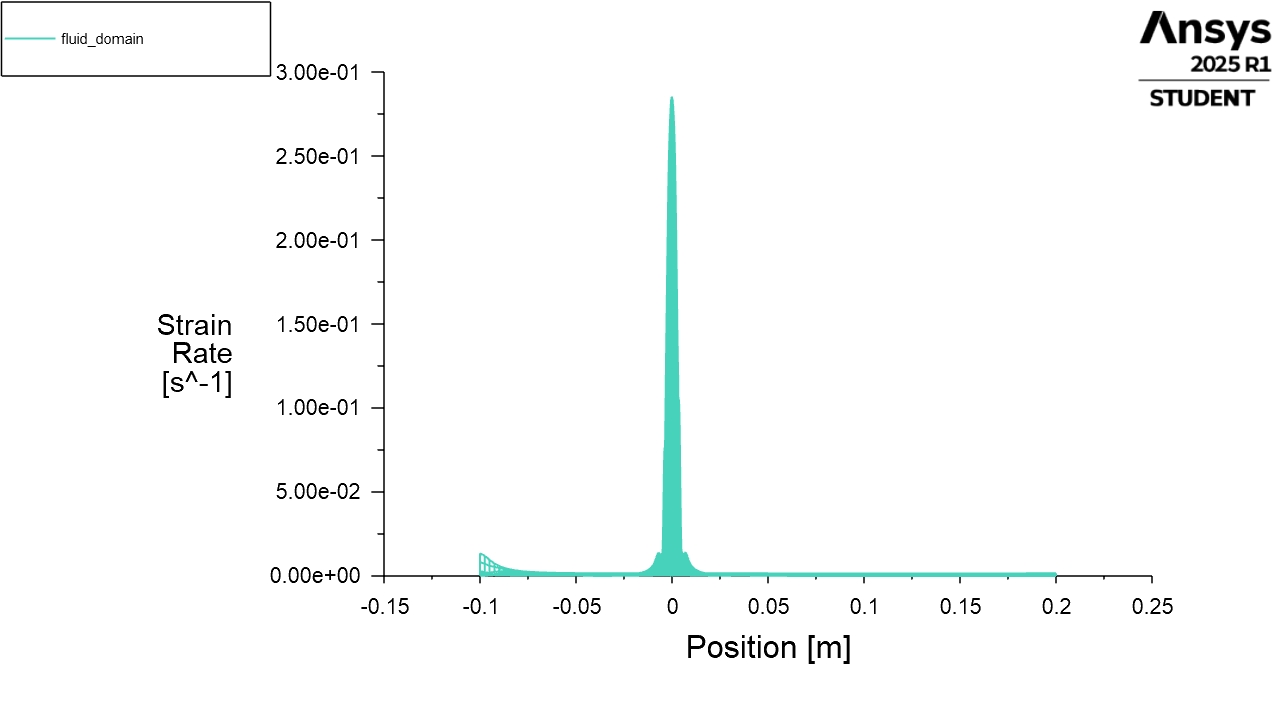 fluid_domain
Ansys
2025 R1
STUDENT
3.00e-01
2.50e-01
2.00e-01
1.50e-01
1.00e-01
5.00e-02
0.00e+00
Strain
Rate
[s^-1]
-0.15 -0.1 -0.05 0 0.05 0.1 0.15 0.2 0.25
Position [m]